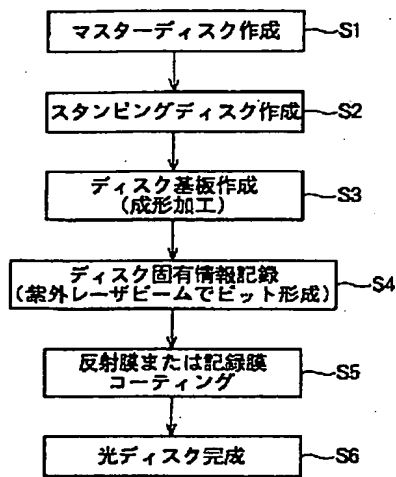 マスターディスク作成 S1
スタンピングディスク作成 S2
ディスク基板作成
(成形加工) S3
ディスク固有情報記録
(紫外レーザビームでピット形成) S4
反射膜または記録膜
コーティング S5
光ディスク完成 S6